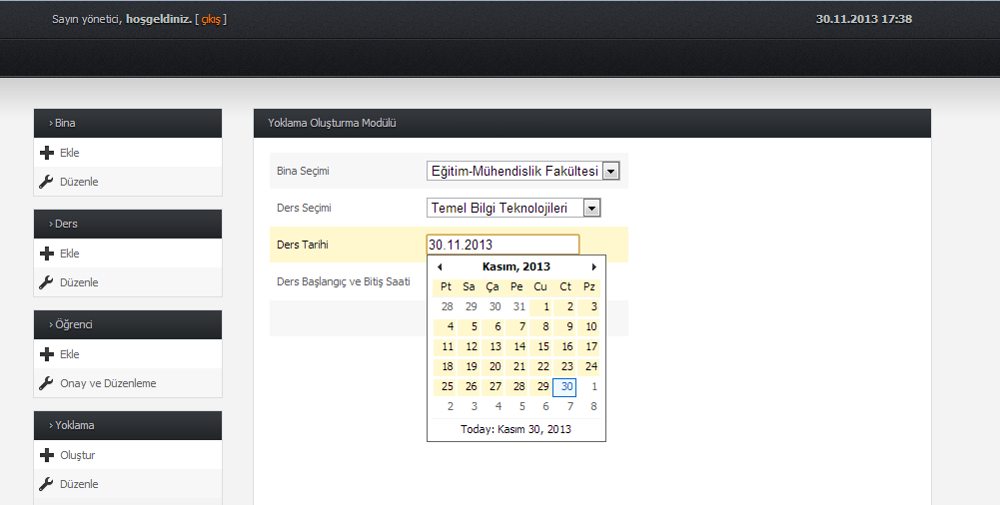 Sayın yönetici, hoşgeldiniz. [ çıkış ]
30.11.2013 17:38
› Bina
Ekle
Düzenle
› Ders
Ekle
Düzenle
› Öğrenci
Ekle
Onay ve Düzenleme
› Yoklama
Oluştur
Düzenle
Yoklama Oluşturma Modülü
Bina Seçimi
Eğitim-Mühendislik Fakültesi
Ders Seçimi
Temel Bilgi Teknolojileri
Ders Tarihi
30.11.2013
Ders Başlangıç ve Bitiş Saati
Kasım, 2013
Pt Sa Ça Pe Cu Ct Pz
28 29 30 31 1 2 3
4 5 6 7 8 9 10
11 12 13 14 15 16 17
18 19 20 21 22 23 24
25 26 27 28 29 30 1
2 3 4 5 6 7 8
Today: Kasım 30, 2013